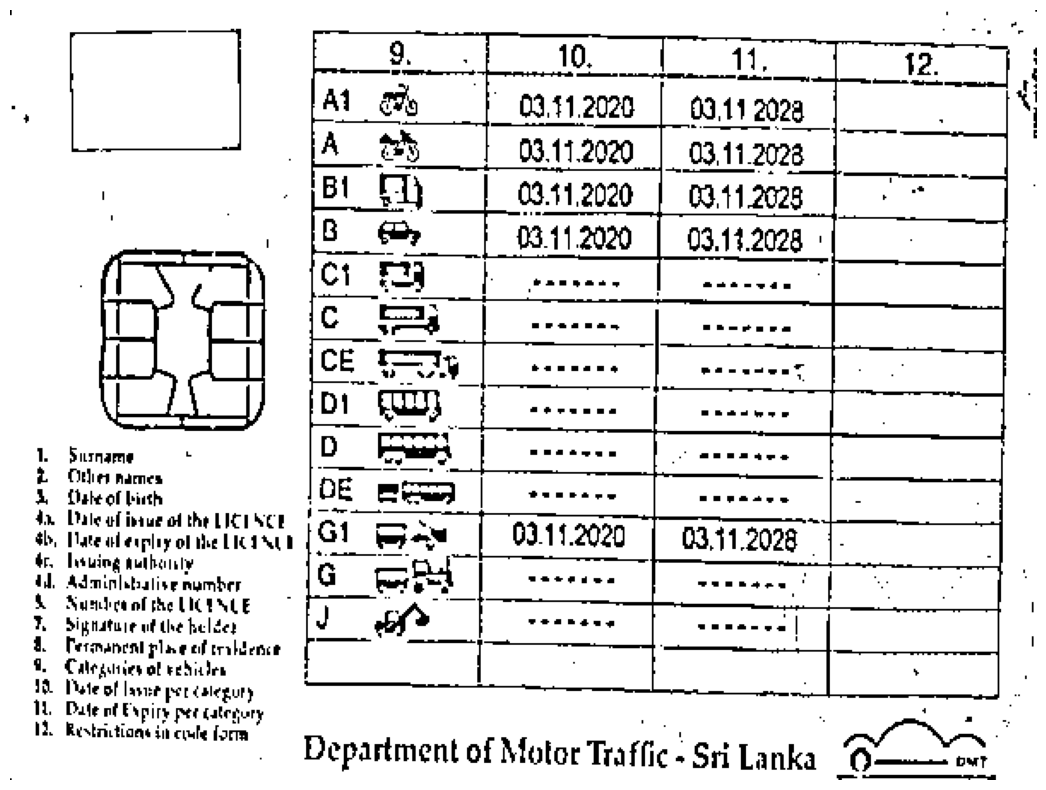 9. 10. 11. 12.
A1 03.11.2020 03.11.2028
A 03.11.2020 03.11.2028
B1 03.11.2020 03.11.2028
B 03.11.2020 03.11.2028
C1 ....... .......
C ....... .......
CE ....... .......
D1 ....... .......
D ....... .......
DE ....... .......
G1 03.11.2020 03.11.2028
G ....... .......
J ....... .......
1. Surname
2. Other names
3. Date of birth
4a. Date of issue of the LICENCE
4b. Date of expiry of the LICENCE
4c. Issuing authority
4d. Administrative number
5. Number of the LICENCE
7. Signature of the holder
8. Permanent place of residence
9. Categories of vehicles
10. Date of Issue per category
11. Date of Expiry per category
12. Restrictions in code form
Department of Motor Traffic - Sri Lanka
DMT